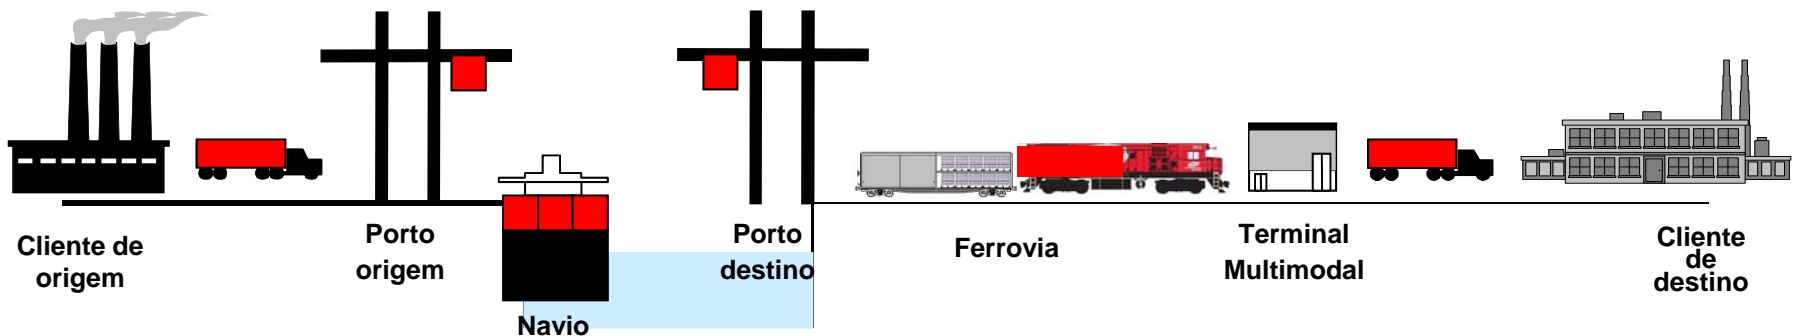 Cliente de
origem
Porto
origem
Navio
Porto
destino
Ferrovia
Terminal
Multimodal
Cliente
de
destino